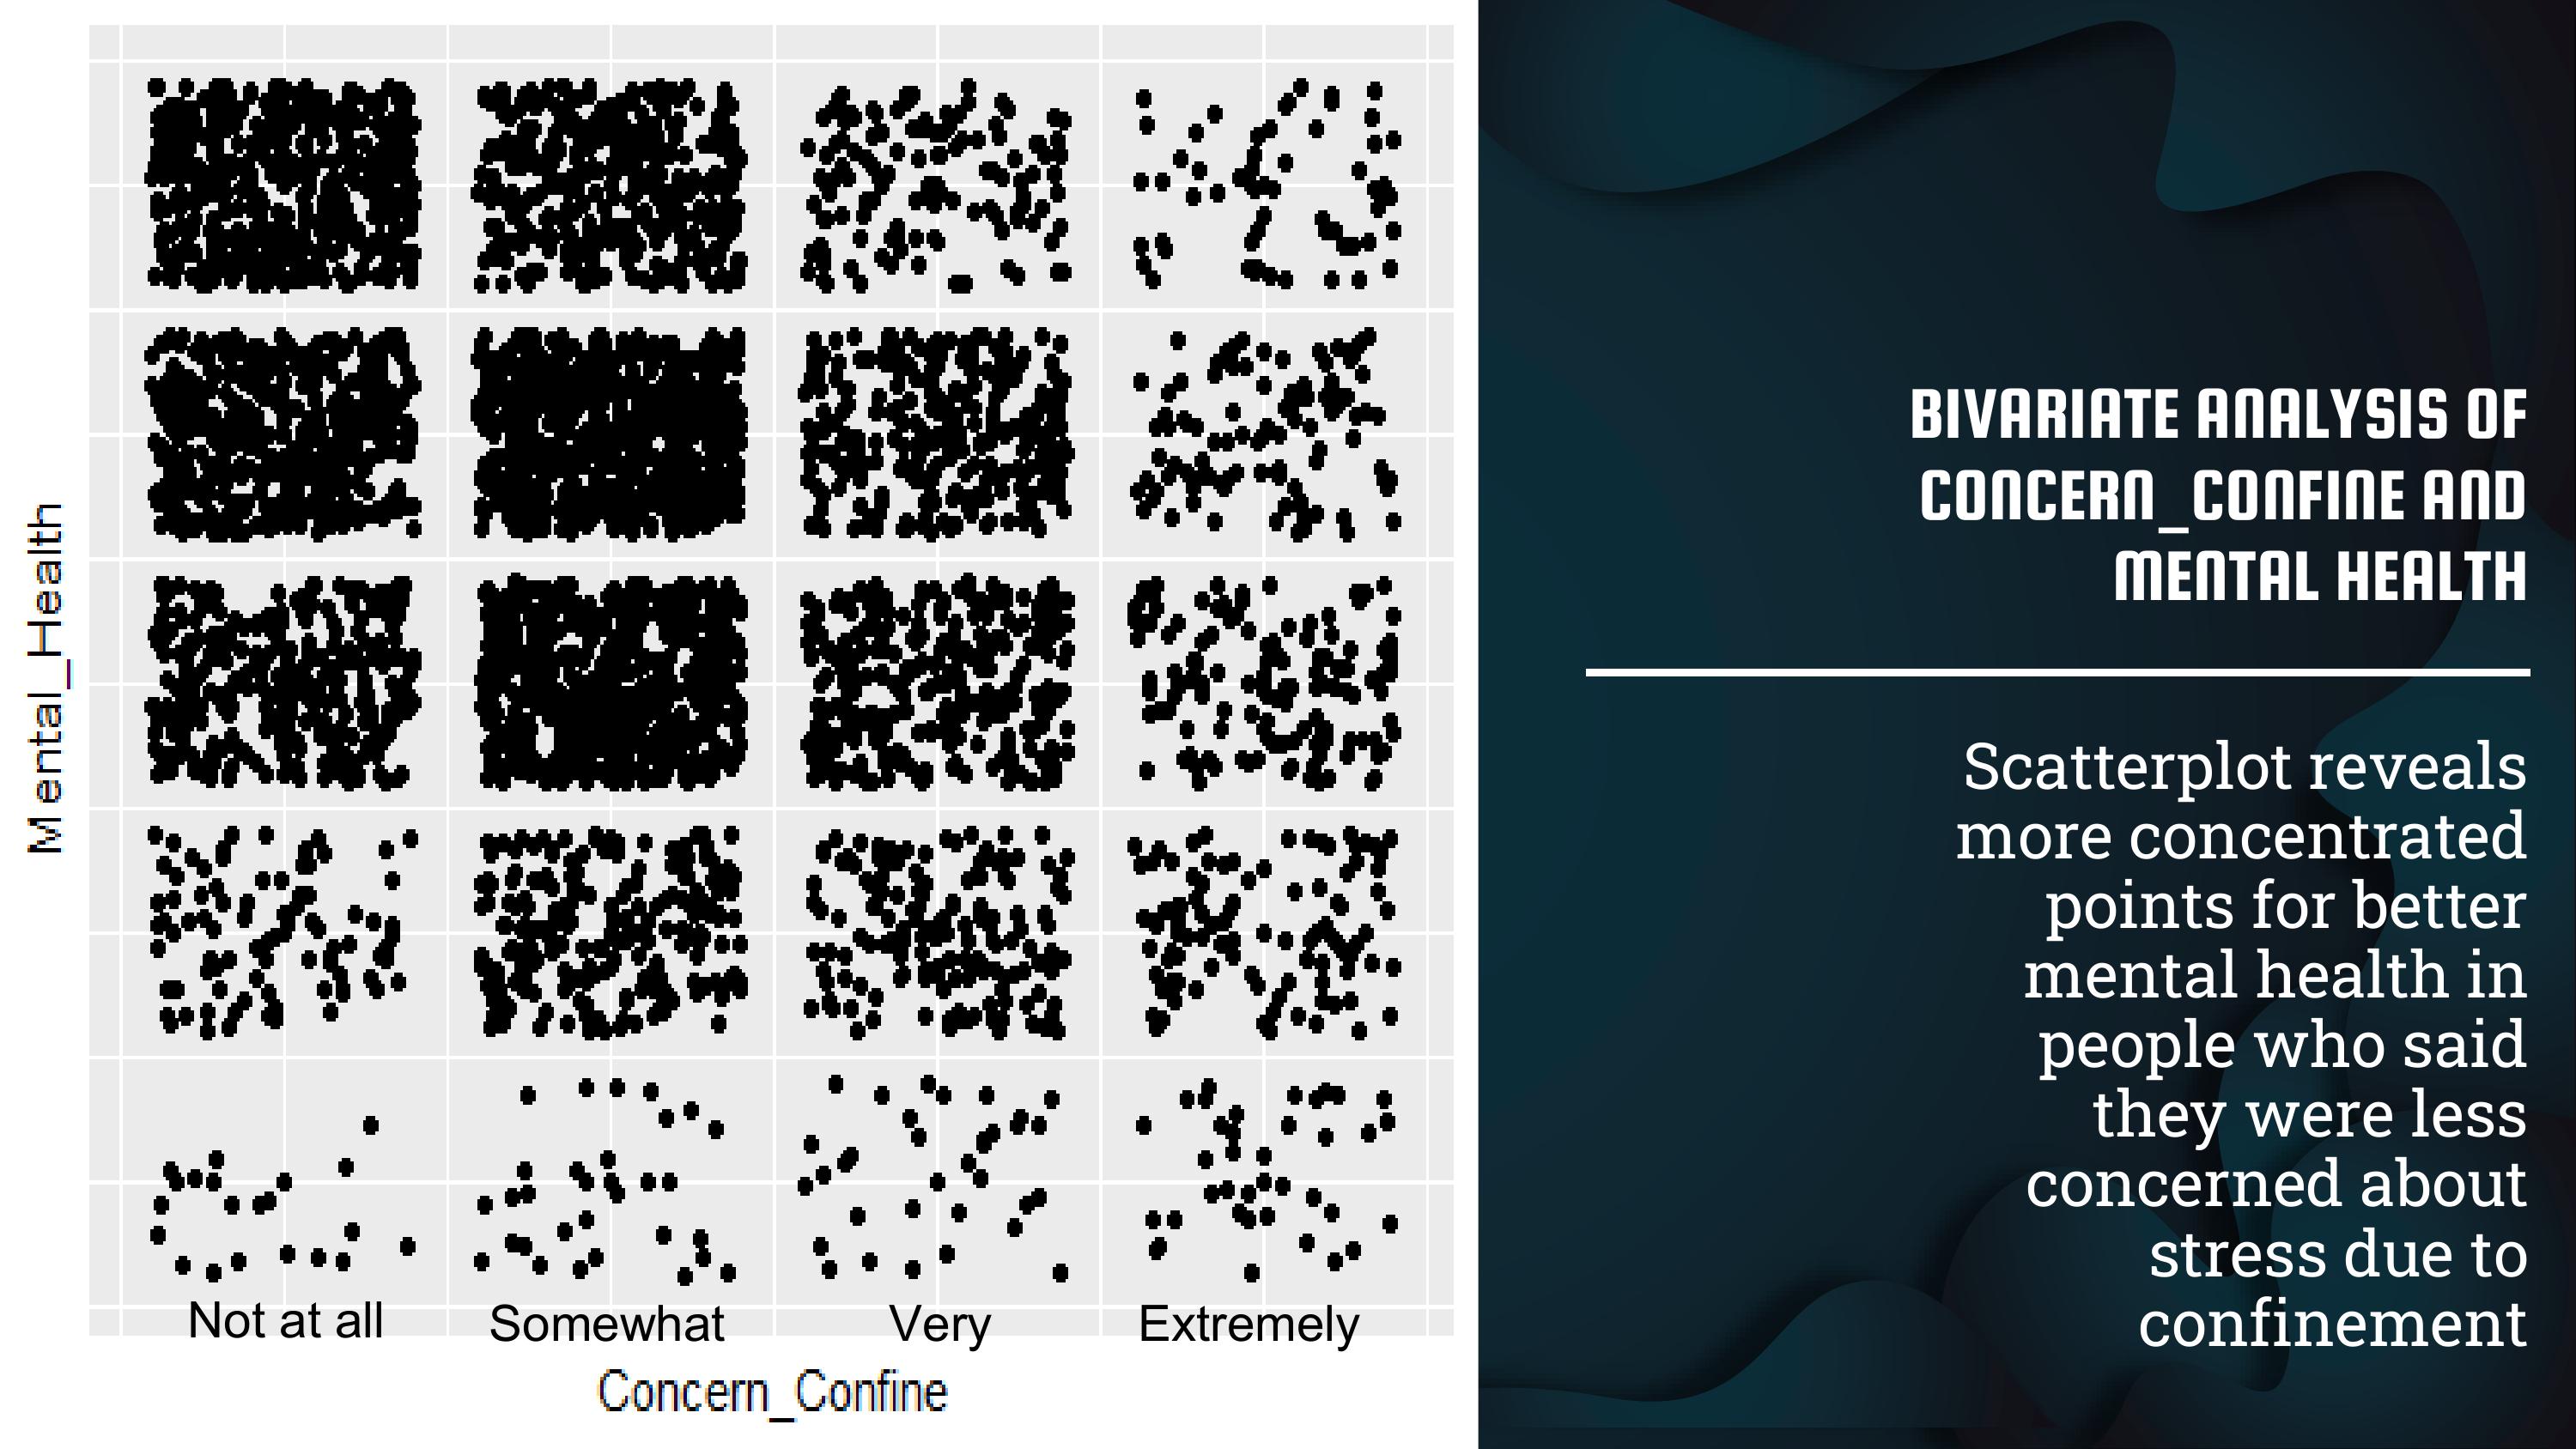 Mental_Health
Not at all
Somewhat
Very
Extremely
Concern_Confine
BIVARIATE ANALYSIS OF
CONCERN_CONFINE AND
MENTAL HEALTH
Scatterplot reveals
more concentrated
points for better
mental health in
people who said
they were less
concerned about
stress due to
confinement